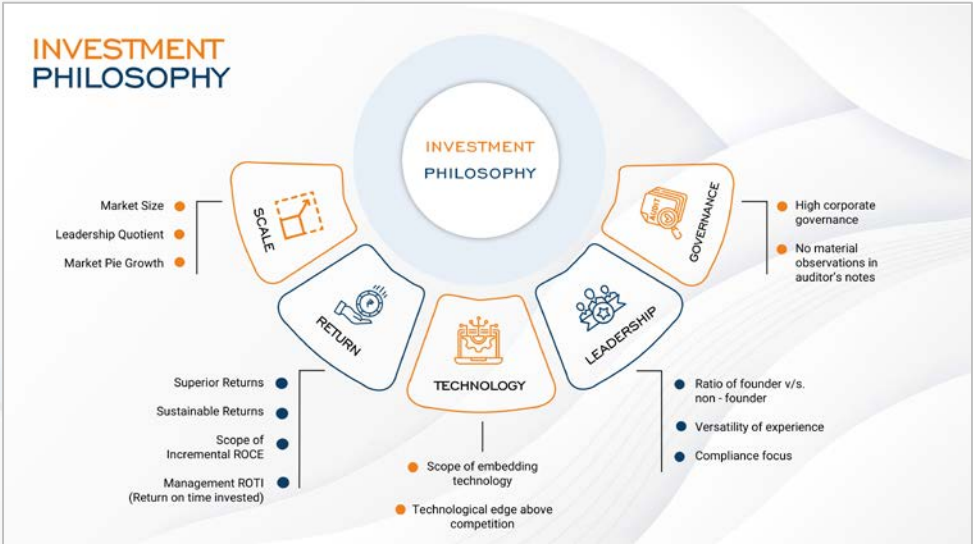 INVESTMENT
PHILOSOPHY
INVESTMENT
PHILOSOPHY
SCALE
Market Size
Leadership Quotient
Market Pie Growth
RETURN
Superior Returns
Sustainable Returns
Scope of
Incremental ROCE
Management ROTI
(Return on time invested)
TECHNOLOGY
Scope of embedding
technology
Technological edge above
competition
LEADERSHIP
Ratio of founder v/s.
non - founder
Versatility of experience
Compliance focus
AUDIT
GOVERNANCE
High corporate
governance
No material
observations in
auditor's notes